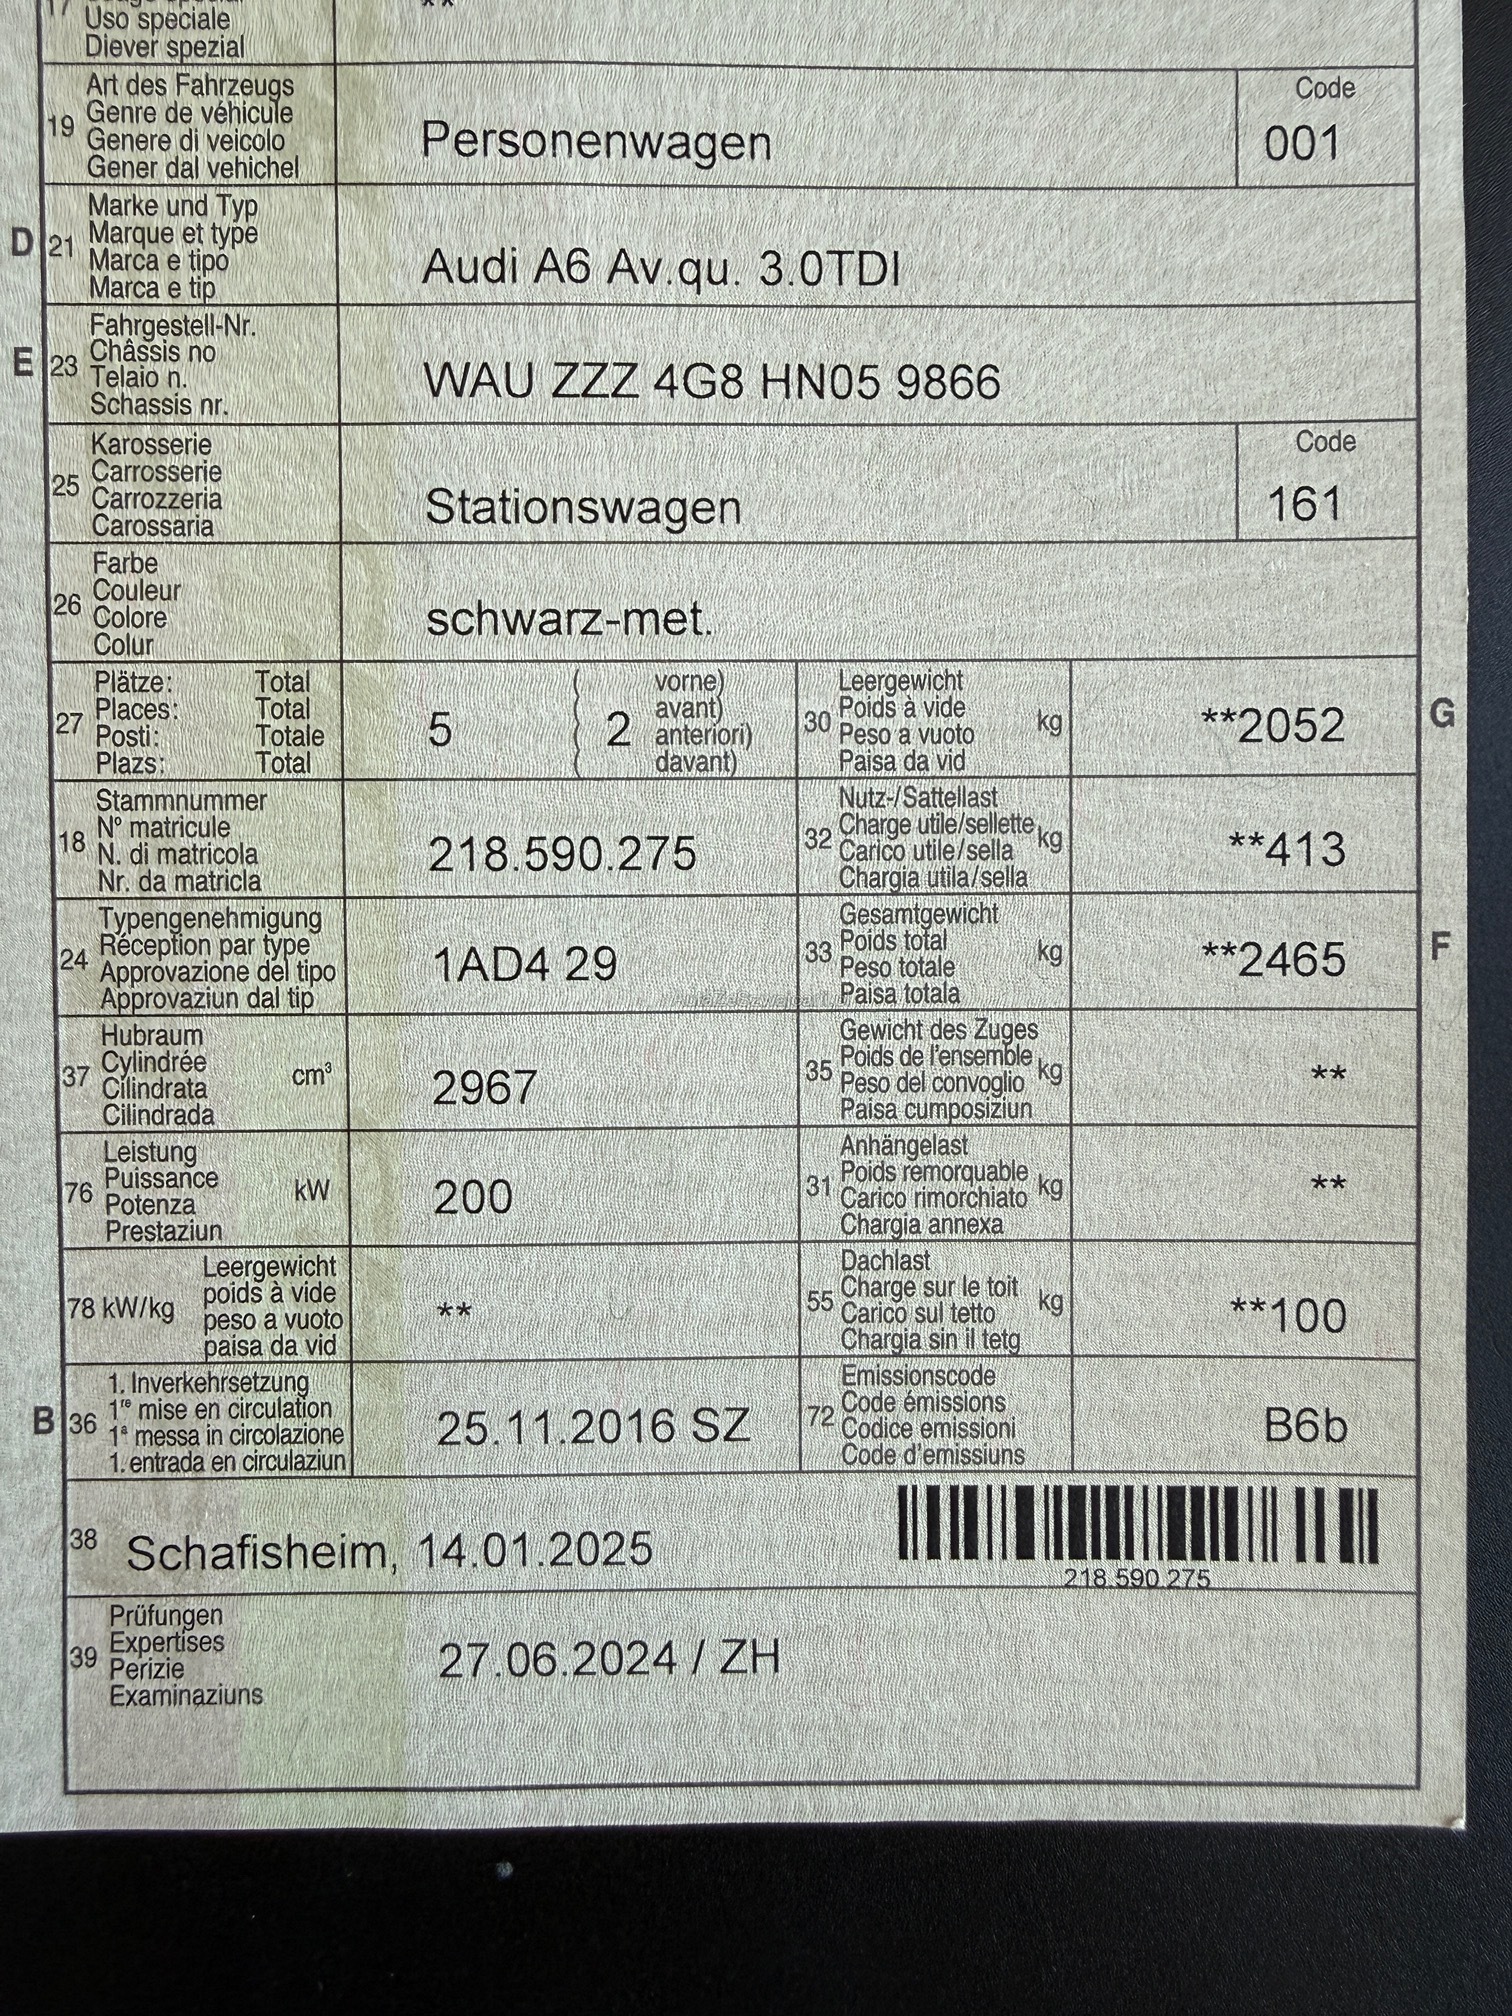 17
Uso speciale
**
Diever spezial
19
Art des Fahrzeugs
Genre de véhicule
Genere di veicolo
Gener dal vehichel
Personenwagen
Code
001
D
21
Marke und Typ
Marque et type
Marca e tipo
Marca e tip
Audi A6 Av.qu. 3.0TDI
E
23
Fahrgestell-Nr.
Châssis no
Telaio n.
Schassis nr.
WAU ZZZ 4G8 HN05 9866
25
Karosserie
Carrosserie
Carrozzeria
Carossaria
Stationswagen
Code
161
26
Farbe
Couleur
Colore
Colur
schwarz-met.
27
Plätze: Total
Places: Total
Posti: Totale
Plazs: Total
5
( 2 vorne)
avant)
anteriori)
davant)
30
Leergewicht
Poids à vide
Peso a vuoto
Paisa da vid
kg
**2052
G
18
Stammnummer
N° matricule
N. di matricola
Nr. da matricla
218.590.275
32
Nutz-/Sattellast
Charge utile/sellette
Carico utile/sella
Chargia utila/sella
kg
**413
24
Typengenehmigung
Réception par type
Approvazione del tipo
Approvaziun dal tip
1AD4 29
33
Gesamtgewicht
Poids total
Peso totale
Paisa totala
kg
**2465
F
37
Hubraum
Cylindrée
Cilindrata
Cilindrada
cm³
2967
35
Gewicht des Zuges
Poids de l'ensemble
Peso del convoglio
Paisa cumposiziun
kg
**
76
Leistung
Puissance
Potenza
Prestaziun
kW
200
31
Anhängelast
Poids remorquable
Carico rimorchiato
Chargia annexa
kg
**
78 kW/kg
Leergewicht
poids à vide
peso a vuoto
paisa da vid
**
55
Dachlast
Charge sur le toit
Carico sul tetto
Chargia sin il tetg
kg
**100
B
36
1. Inverkehrsetzung
1re mise en circulation
1a messa in circolazione
1. entrada en circulaziun
25.11.2016 SZ
72
Emissionscode
Code émissions
Codice emissioni
Code d'emissiuns
B6b
38
Schafisheim, 14.01.2025
218.590.275
39
Prüfungen
Expertises
Perizie
Examinaziuns
27.06.2024 / ZH